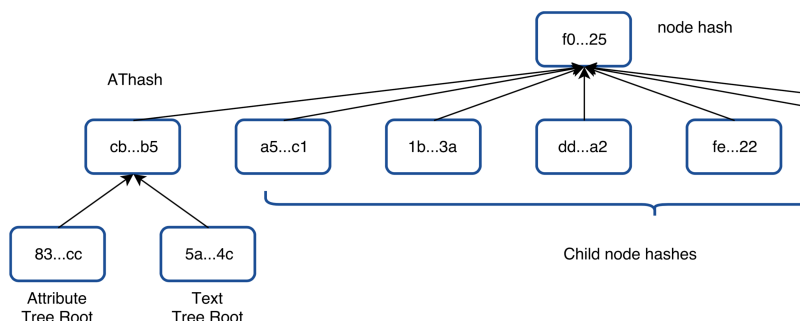 f0...25
node hash
AThash
cb...b5
a5...c1
1b...3a
dd...a2
fe...22
83...cc
5a...4c
Child node hashes
Attribute
Tree Root
Text
Tree Root